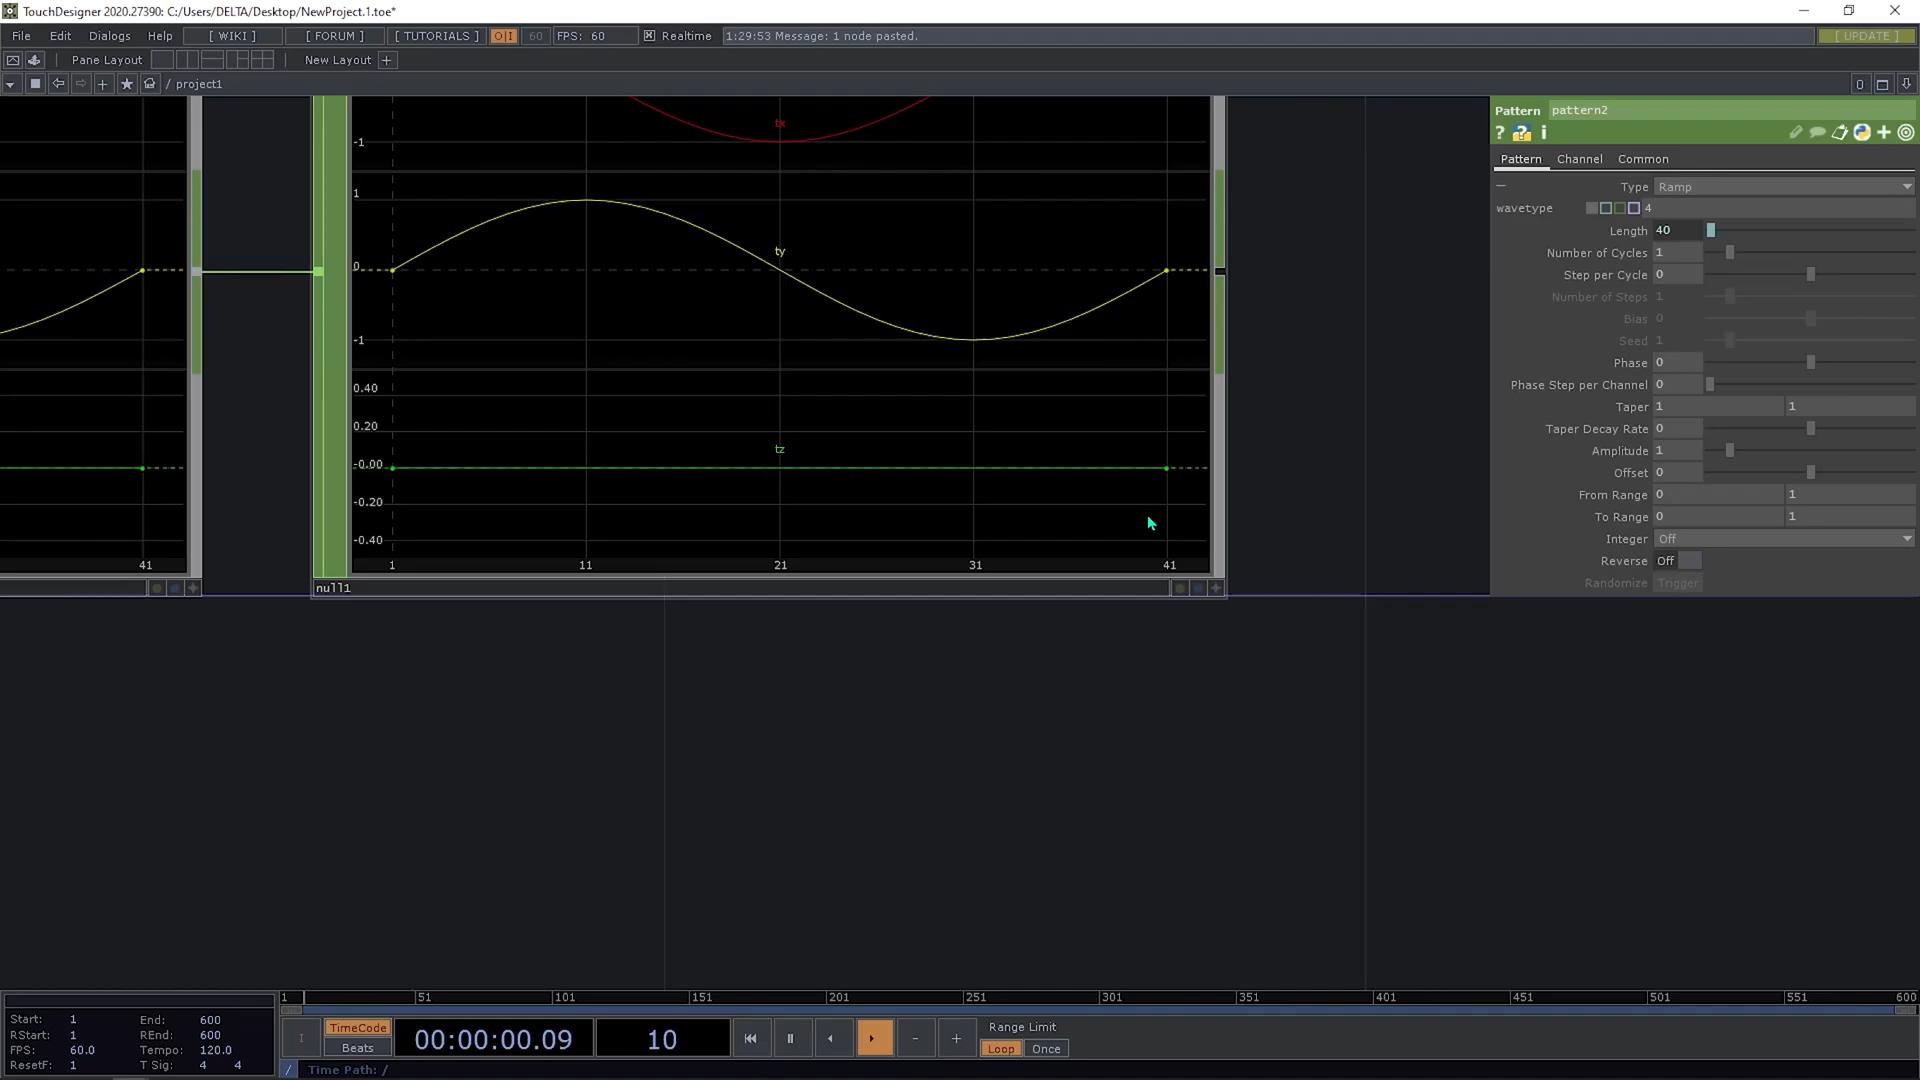 TouchDesigner 2020.27390: C:/Users/DELTA/Desktop/NewProject.1.toe*
File Edit Dialogs Help [ WIKI ] [ FORUM ] [ TUTORIALS ] O|I 60 FPS: 60 Realtime 1:29:53 Message: 1 node pasted. [ UPDATE ]
Pane Layout New Layout +
/ project1 0
Pattern pattern2
? ? i
Pattern Channel Common
Type Ramp
wavetype 4
Length 40
Number of Cycles 1
Step per Cycle 0
Number of Steps 1
Bias 0
Seed 1
Phase 0
Phase Step per Channel 0
Taper 1 1
Taper Decay Rate 0
Amplitude 1
Offset 0
From Range 0 1
To Range 0 1
Integer Off
Reverse Off
Randomize Trigger
tx
-1
1
ty
0
-1
0.40
0.20
tz
-0.00
-0.20
-0.40
41 1 11 21 31 41
null1
1 51 101 151 201 251 301 351 401 451 501 551 600
Start: 1 End: 600
RStart: 1 REnd: 600
FPS: 60.0 Tempo: 120.0
ResetF: 1 T Sig: 4 4
I
TimeCode
Beats
00:00:00.09
10
- +
Range Limit
Loop Once
/ Time Path: /